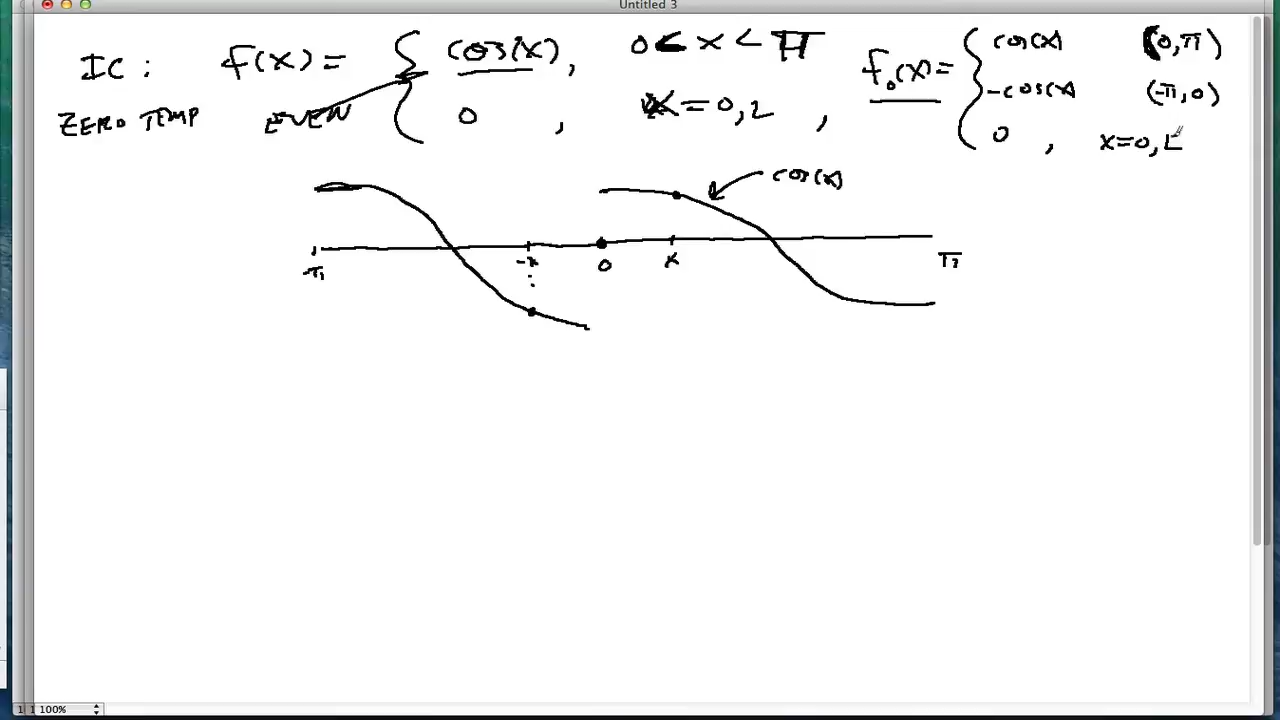 Untitled 3
IC : f(x) = { cos(x), 0 < x < π
0 , x = 0, L ,
ZERO TEMP EVEN
f₀(x) = { cos(x) (0, π)
-cos(x) (-π, 0)
0 , x=0, L
cos(x)
-π -x 0 x π
100%